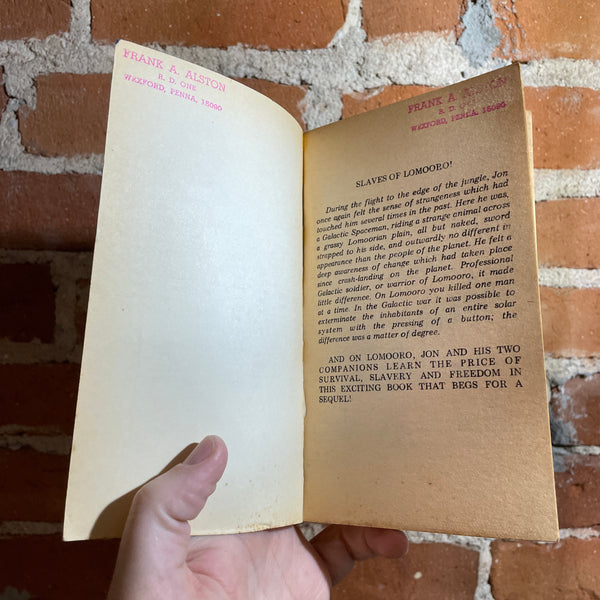 FRANK A. ALSTON
R. D. ONE
WEXFORD, PENNA, 15090
FRANK A. ALSTON
R. D.
WEXFORD, PENNA, 15090
SLAVES OF LOMOORO!
During the flight to the edge of the jungle, Jon
once again felt the sense of strangeness which had
touched him several times in the past. Here he was,
a Galactic Spaceman, riding a strange animal across
a grassy Lomoorian plain, all but naked, sword
strapped to his side, and outwardly no different in
appearance than the people of the planet. He felt a
deep awareness of change which had taken place
since crash-landing on the planet. Professional
Galactic soldier, or warrior of Lomooro, it made
little difference. On Lomooro you killed one man
at a time. In the Galactic war it was possible to
exterminate the inhabitants of an entire solar
system with the pressing of a button; the
difference was a matter of degree.
AND ON LOMOORO, JON AND HIS TWO
COMPANIONS LEARN THE PRICE OF
SURVIVAL, SLAVERY AND FREEDOM IN
THIS EXCITING BOOK THAT BEGS FOR A
SEQUEL!